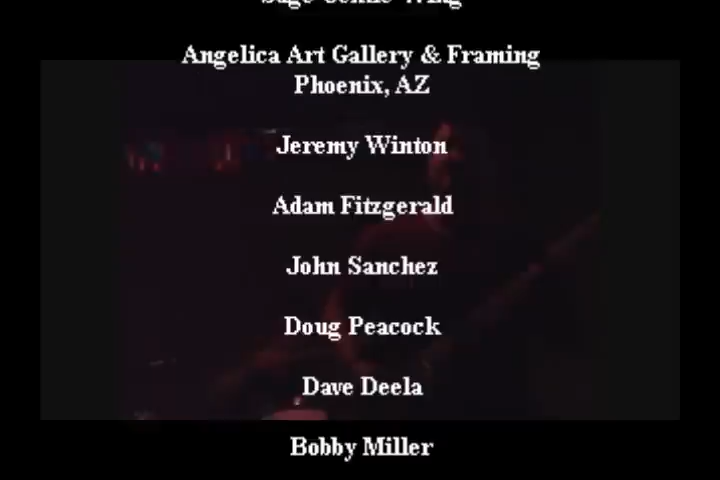 Angelica Art Gallery & Framing
Phoenix, AZ
Jeremy Winton
Adam Fitzgerald
John Sanchez
Doug Peacock
Dave Deela
Bobby Miller